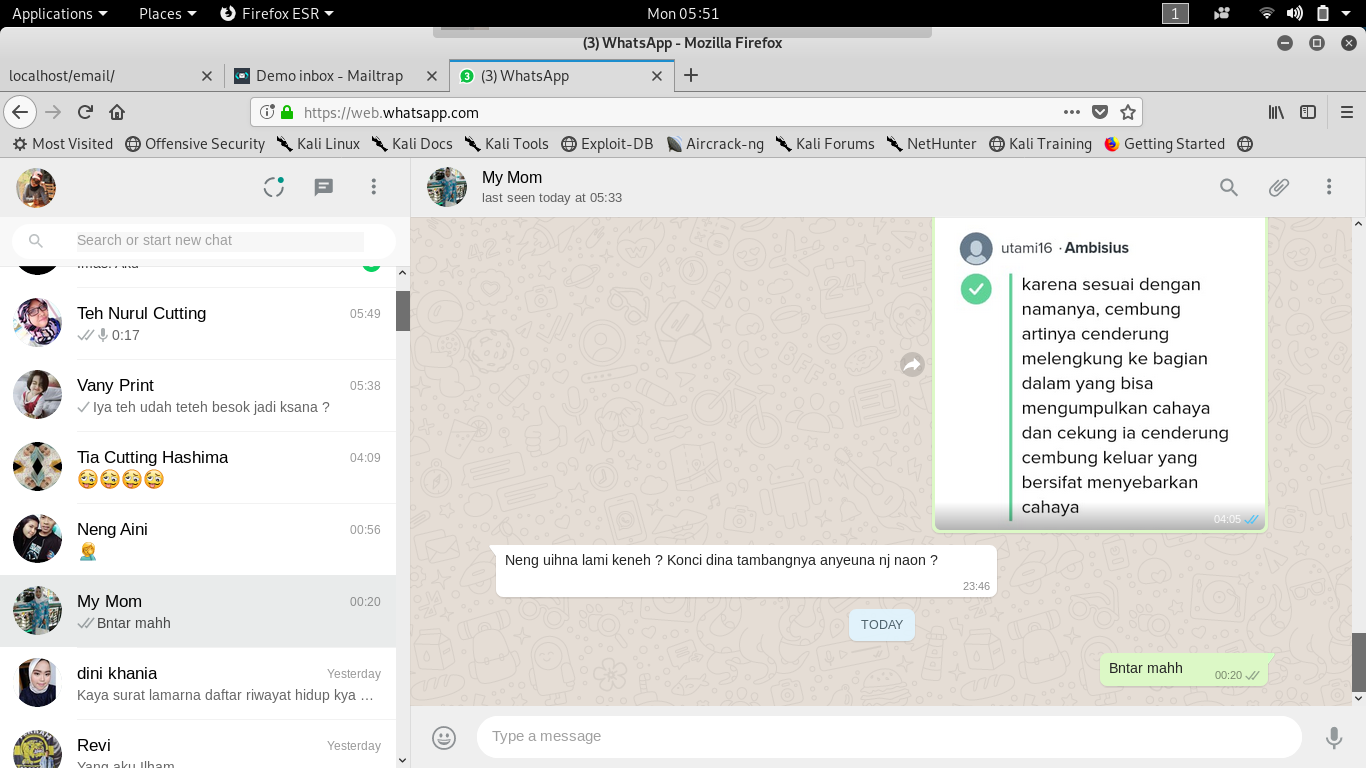 Applications Places Firefox ESR Mon 05:51 1
(3) WhatsApp - Mozilla Firefox
localhost/email/ Demo inbox - Mailtrap 3 (3) WhatsApp
https://web.whatsapp.com
Most Visited Offensive Security Kali Linux Kali Docs Kali Tools Exploit-DB Aircrack-ng Kali Forums NetHunter Kali Training Getting Started
My Mom
last seen today at 05:33
Search or start new chat
Teh Nurul Cutting 05:49
0:17
Vany Print 05:38
Iya teh udah teteh besok jadi ksana ?
Tia Cutting Hashima 04:09
Neng Aini 00:56
My Mom 00:20
Bntar mahh
dini khania Yesterday
Kaya surat lamarna daftar riwayat hidup kya …
Revi Yesterday
Yang aku Ilham
utami16 · Ambisius
karena sesuai dengan
namanya, cembung
artinya cenderung
melengkung ke bagian
dalam yang bisa
mengumpulkan cahaya
dan cekung ia cenderung
cembung keluar yang
bersifat menyebarkan
cahaya
04:05
Neng uihna lami keneh ? Konci dina tambangnya anyeuna nj naon ?
23:46
TODAY
Bntar mahh 00:20
Type a message